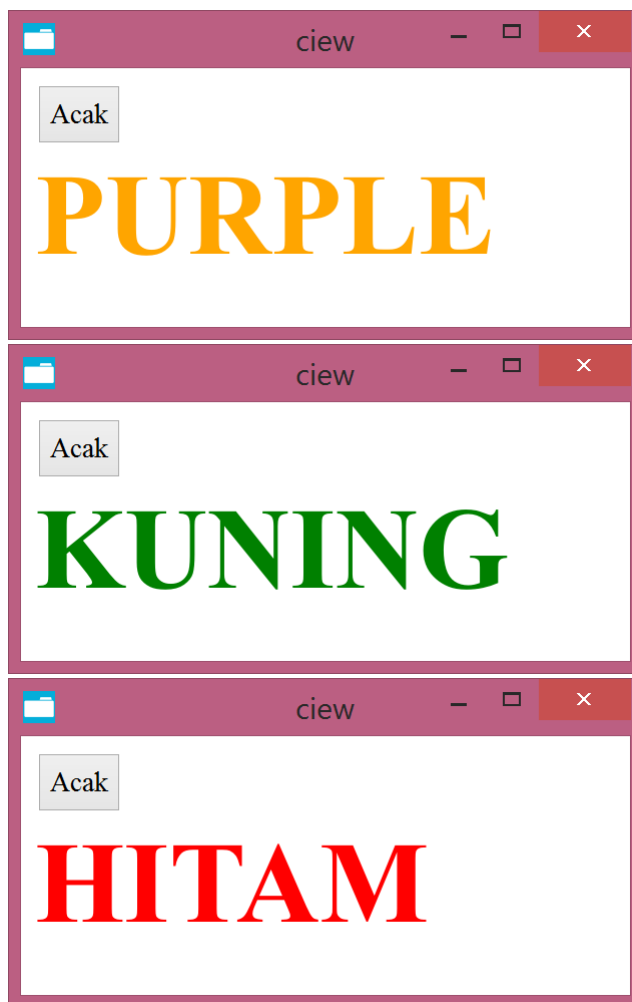 ciew
Acak
PURPLE
ciew
Acak
KUNING
ciew
Acak
HITAM